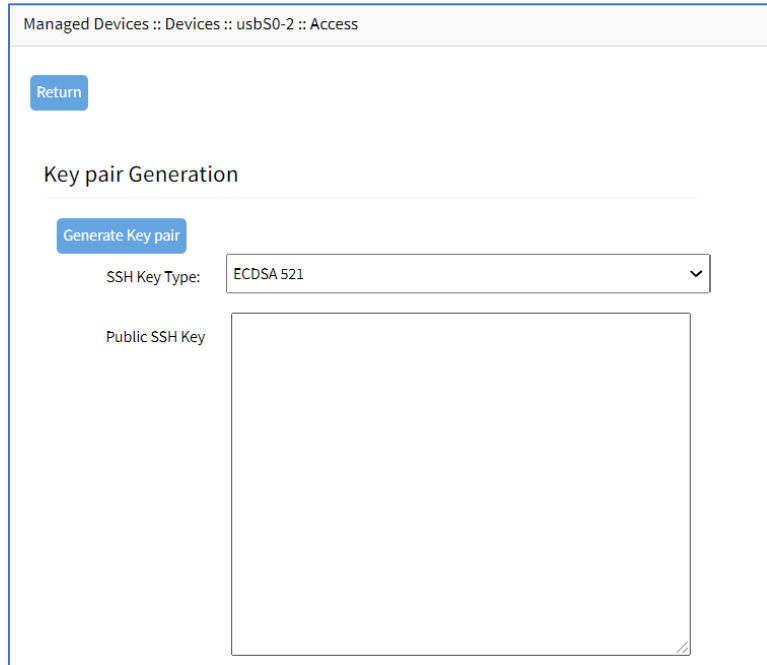 Managed Devices :: Devices :: usbS0-2 :: Access
Return
Key pair Generation
Generate Key pair
SSH Key Type: ECDSA 521
Public SSH Key